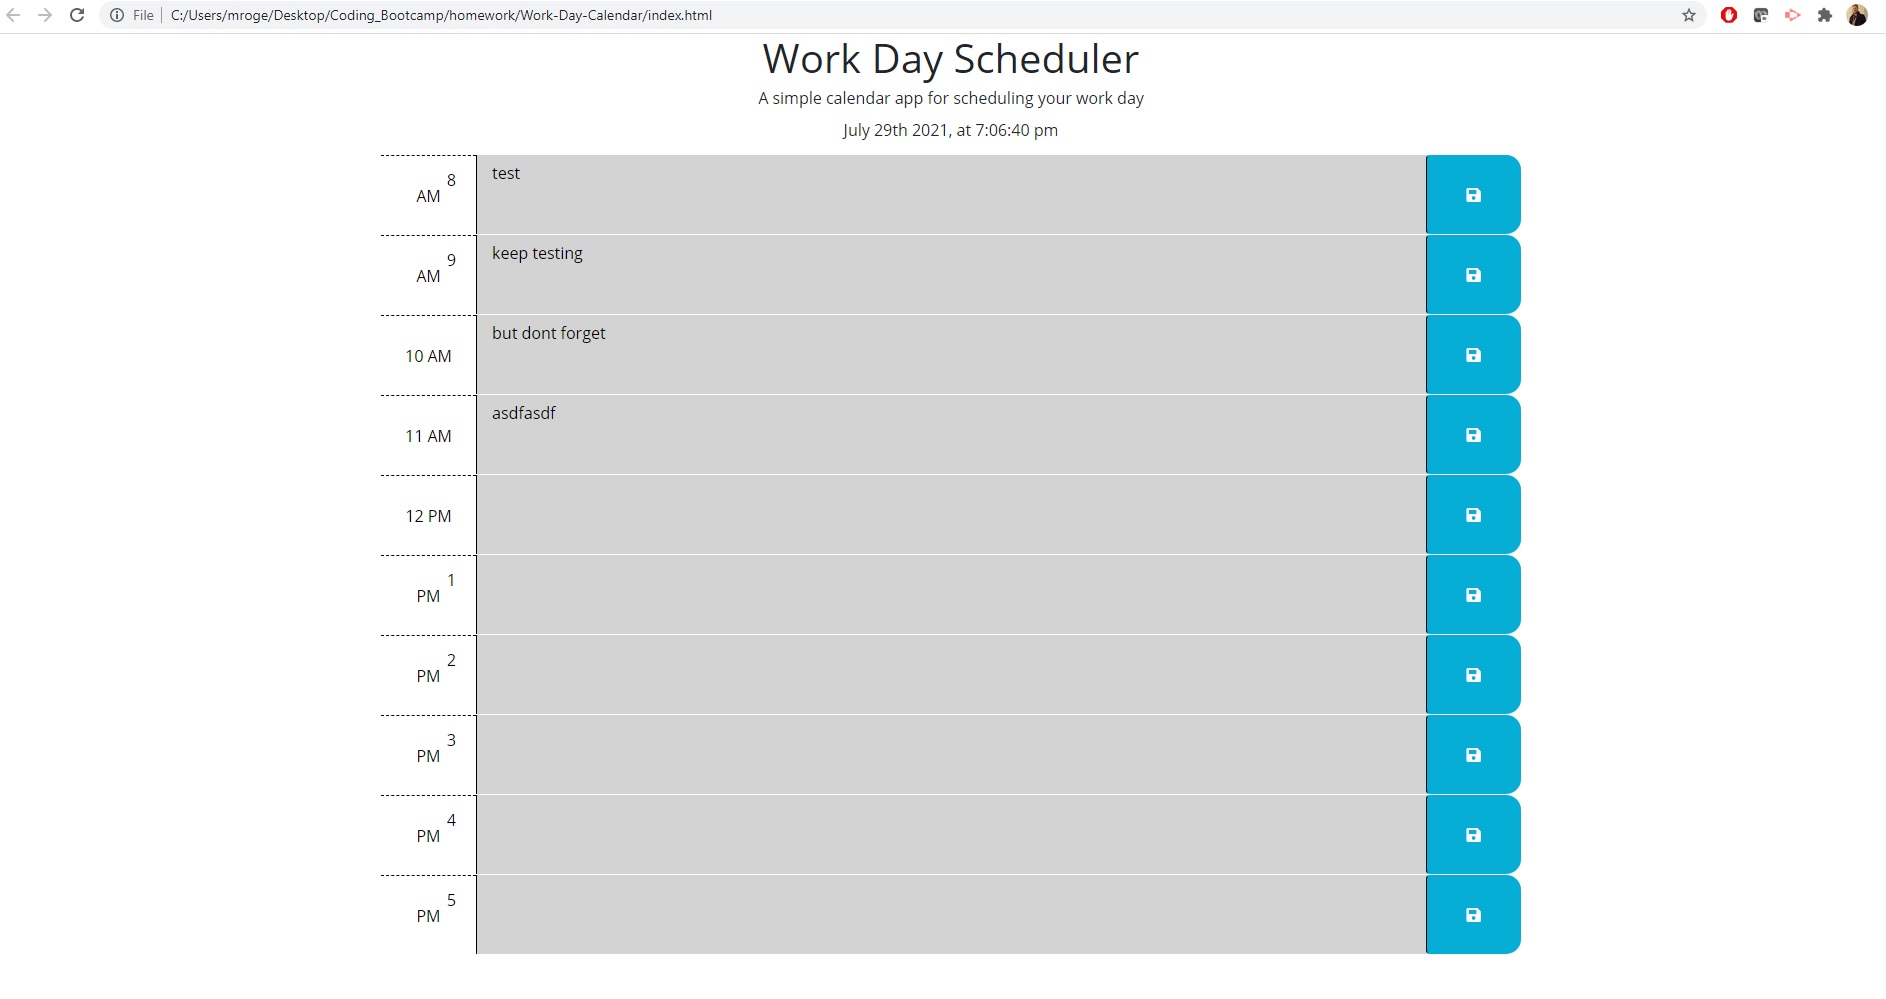 File C:/Users/mroge/Desktop/Coding_Bootcamp/homework/Work-Day-Calendar/index.html
Work Day Scheduler
A simple calendar app for scheduling your work day
July 29th 2021, at 7:06:40 pm
8
AM
test
9
AM
keep testing
10 AM
but dont forget
11 AM
asdfasdf
12 PM
1
PM
2
PM
3
PM
4
PM
5
PM